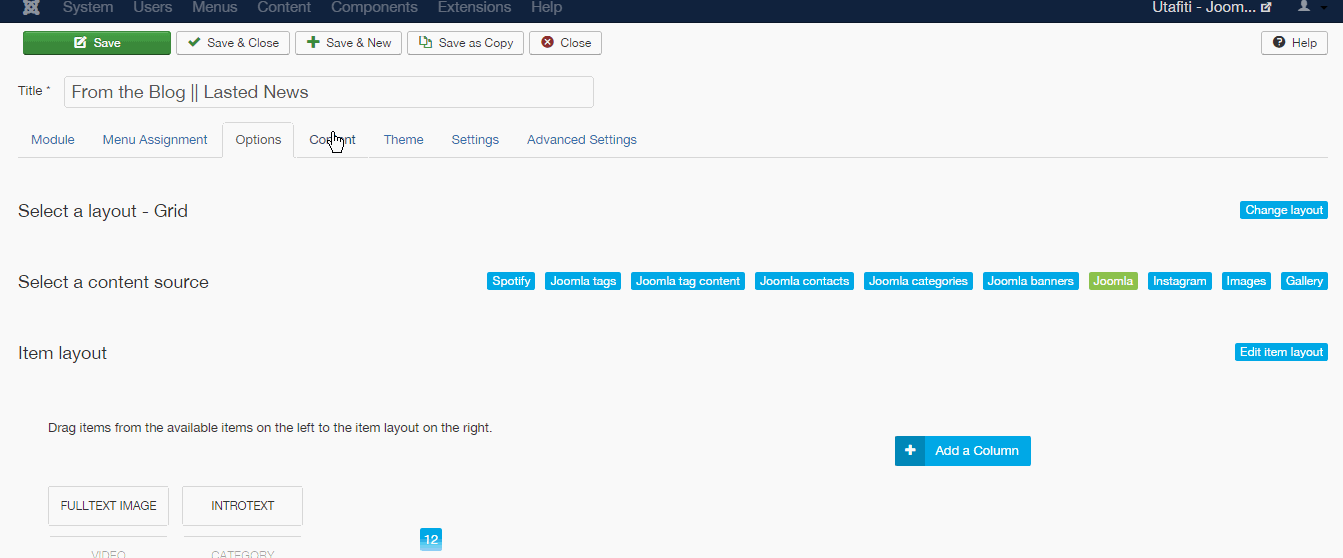 System Users Menus Content Components Extensions Help Utafiti - Joom...
Save Save & Close Save & New Save as Copy Close Help
Title * From the Blog || Lasted News
Module Menu Assignment Options Content Theme Settings Advanced Settings
Select a layout - Grid Change layout
Select a content source Spotify Joomla tags Joomla tag content Joomla contacts Joomla categories Joomla banners Joomla Instagram Images Gallery
Item layout Edit item layout
Drag items from the available items on the left to the item layout on the right.
Add a Column
FULLTEXT IMAGE INTROTEXT
12
VIDEO CATEGORY